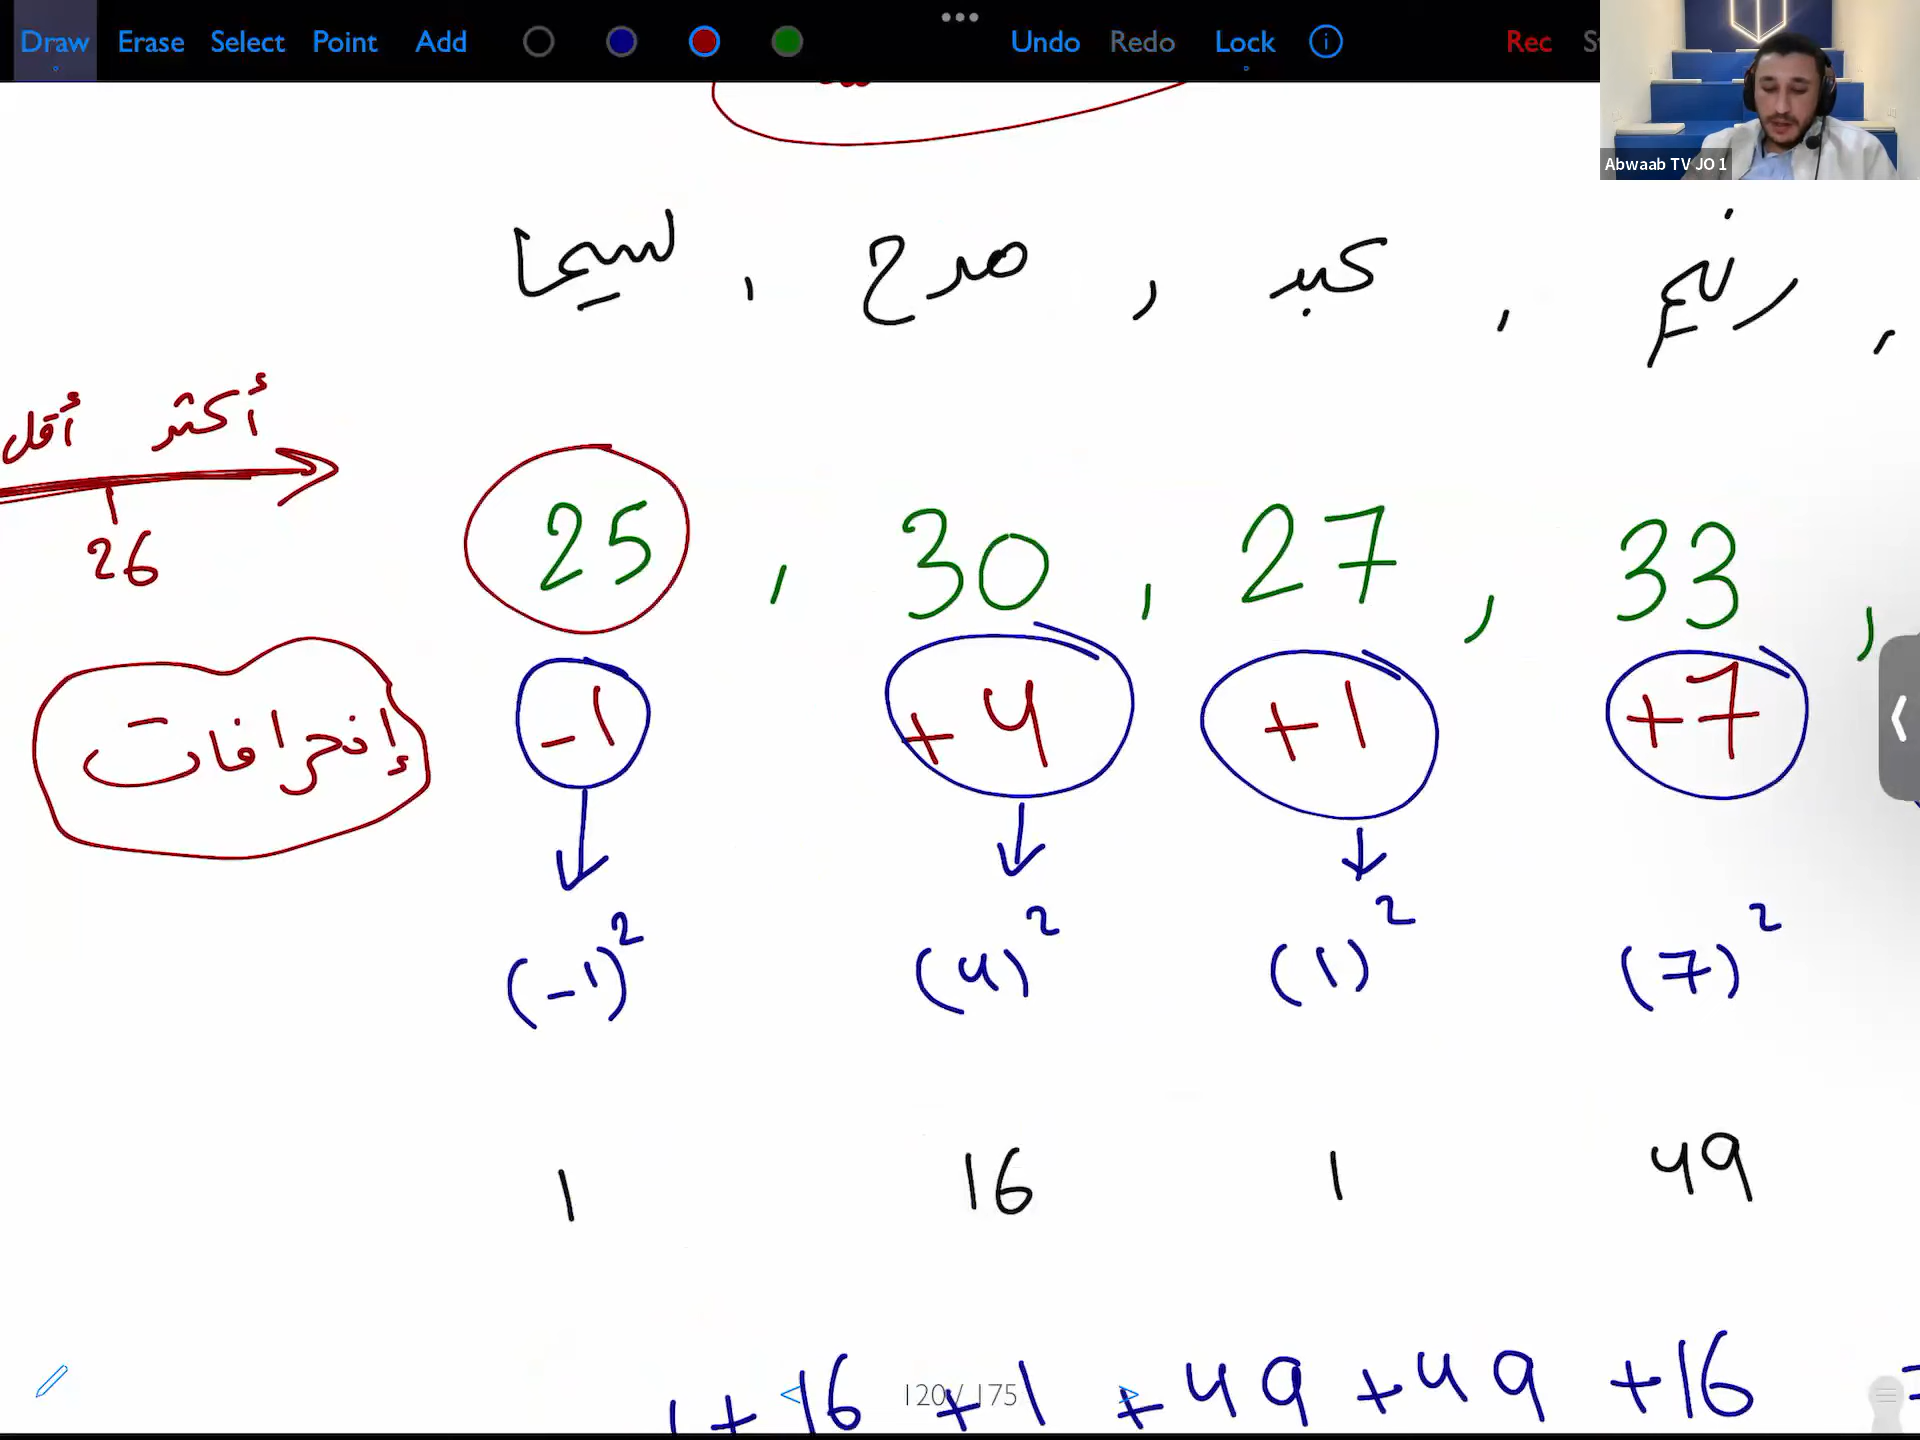 Draw Erase Select Point Add Undo Redo Lock Rec
Abwaab TV JO 1
سيما , مرح , عبد , رنيم ,
أقل أكثر
26
25 , 30 , 27 , 33 ,
إنحرافات -1 +4 +1 +7
(-1)² (4)² (1)² (7)²
1 16 1 49
1 + 16 + 1 + 49 + 49 + 16
< 120 / 175 >